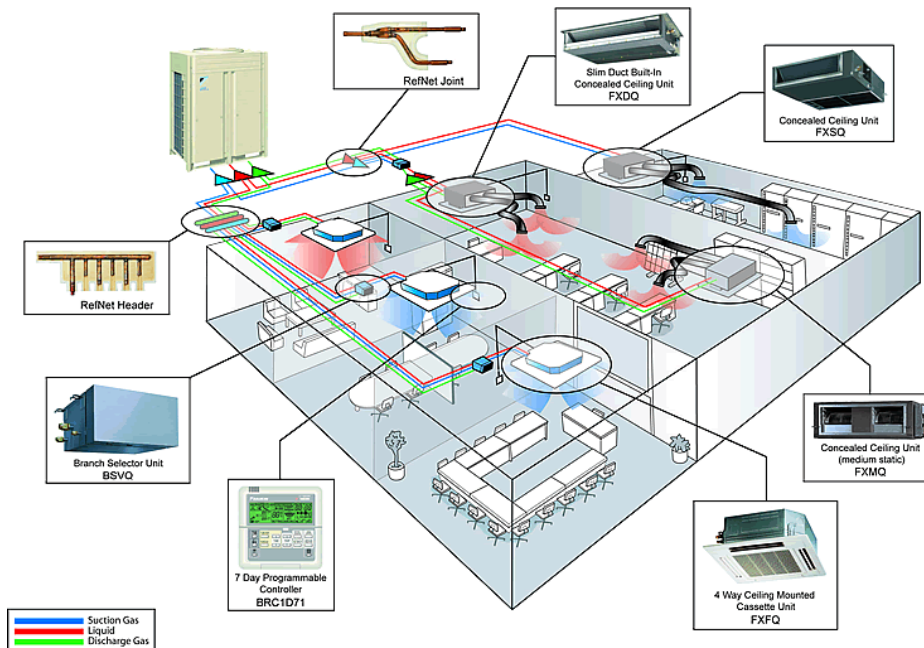 RefNet Joint
Slim Duct Built-In
Concealed Ceiling Unit
FXDQ
Concealed Ceiling Unit
FXSQ
RefNet Header
Branch Selector Unit
BSVQ
7 Day Programmable
Controller
BRC1D71
Concealed Ceiling Unit
(medium static)
FXMQ
4 Way Ceiling Mounted
Cassette Unit
FXFQ
Suction Gas
Liquid
Discharge Gas